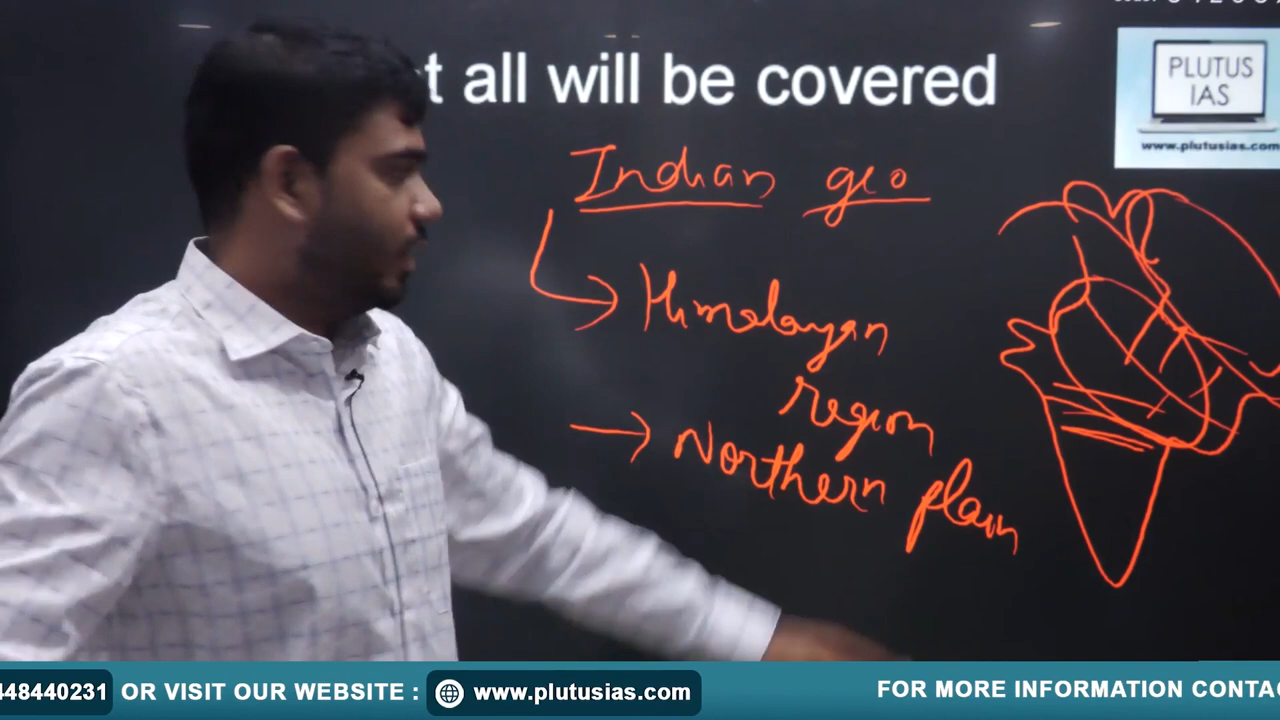 t all will be covered
PLUTUS
IAS
www.plutusias.com
Indian geo
→ Himalayan
region
→ Northern plain
448440231 OR VISIT OUR WEBSITE : www.plutusias.com FOR MORE INFORMATION CONTA